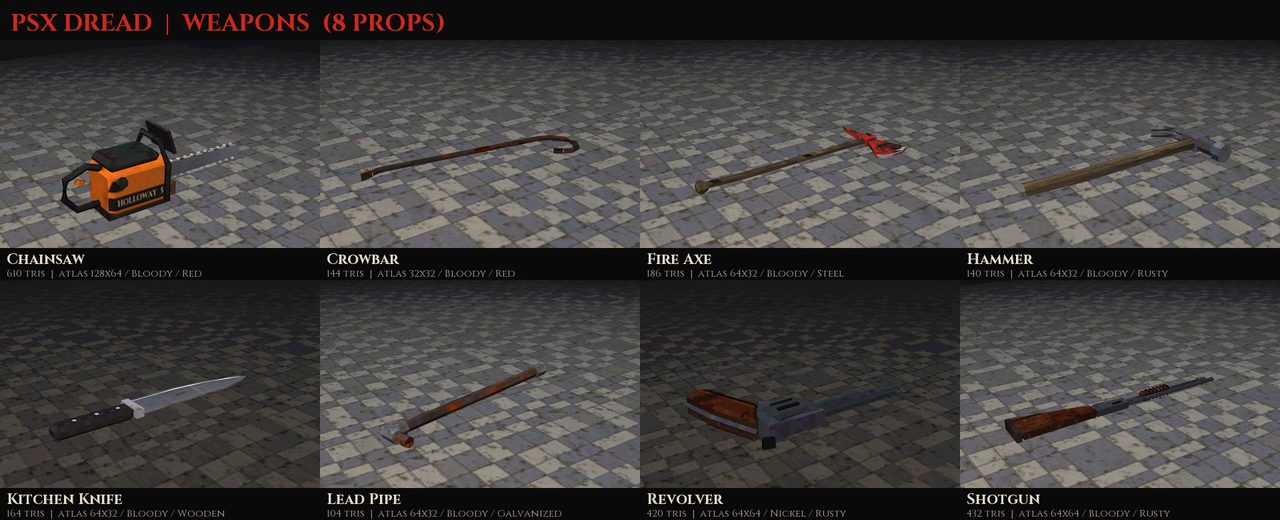 PSX DREAD | WEAPONS (8 PROPS)
HOLLOWAY S
CHAINSAW
610 TRIS | ATLAS 128X64 / BLOODY / RED
CROWBAR
144 TRIS | ATLAS 32X32 / BLOODY / RED
FIRE AXE
186 TRIS | ATLAS 64X32 / BLOODY / STEEL
HAMMER
140 TRIS | ATLAS 64X32 / BLOODY / RUSTY
KITCHEN KNIFE
164 TRIS | ATLAS 64X32 / BLOODY / WOODEN
LEAD PIPE
104 TRIS | ATLAS 64X32 / BLOODY / GALVANIZED
REVOLVER
420 TRIS | ATLAS 64X64 / NICKEL / RUSTY
SHOTGUN
432 TRIS | ATLAS 64X64 / BLOODY / RUSTY